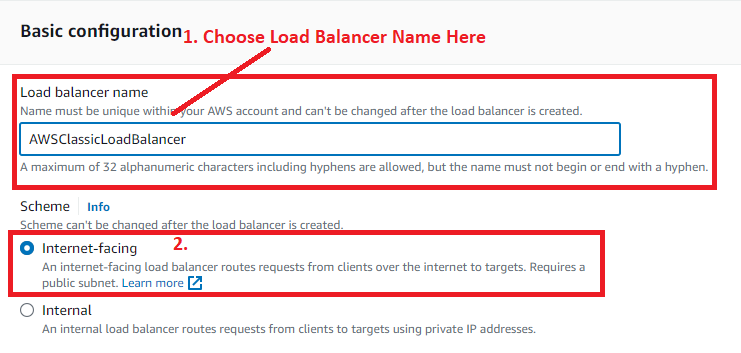 Basic configuration
1. Choose Load Balancer Name Here
Load balancer name
Name must be unique within your AWS account and can't be changed after the load balancer is created.
AWSClassicLoadBalancer
A maximum of 32 alphanumeric characters including hyphens are allowed, but the name must not begin or end with a hyphen.
Scheme Info
Scheme can't be changed after the load balancer is created.
2.
Internet-facing
An internet-facing load balancer routes requests from clients over the internet to targets. Requires a
public subnet. Learn more
Internal
An internal load balancer routes requests from clients to targets using private IP addresses.